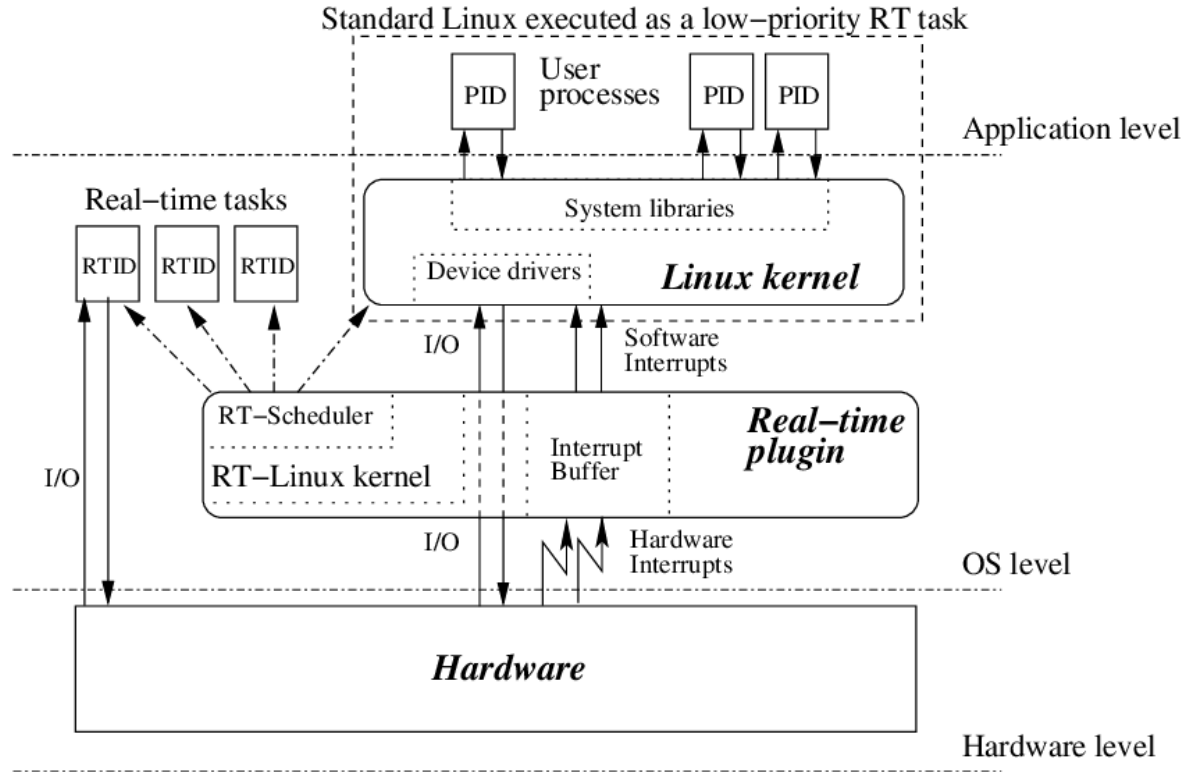 Standard Linux executed as a low−priority RT task
PID
User
processes
PID
PID
Application level
Real−time tasks
System libraries
RTID
RTID
RTID
Device drivers
Linux kernel
I/O
Software
Interrupts
RT−Scheduler
Real−time
plugin
Interrupt
Buffer
RT−Linux kernel
I/O
I/O
Hardware
Interrupts
OS level
Hardware
Hardware level